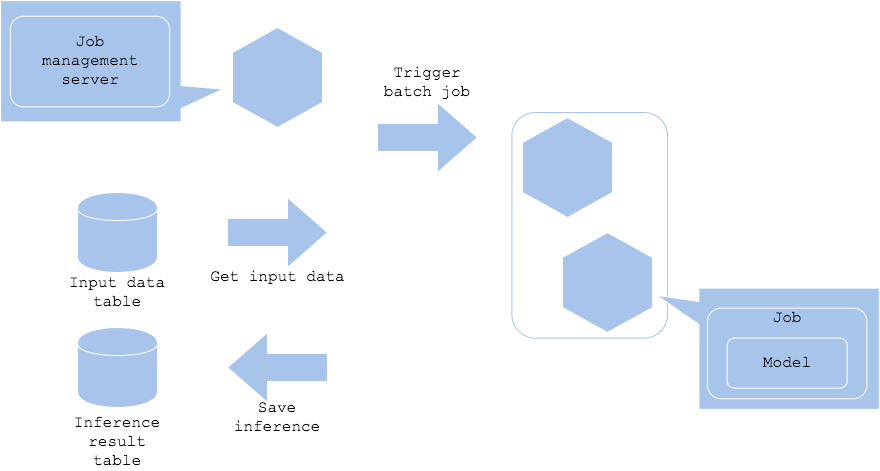 Job
management
server
Trigger
batch job
Input data
table
Get input data
Job
Model
Save
inference
Inference
result
table